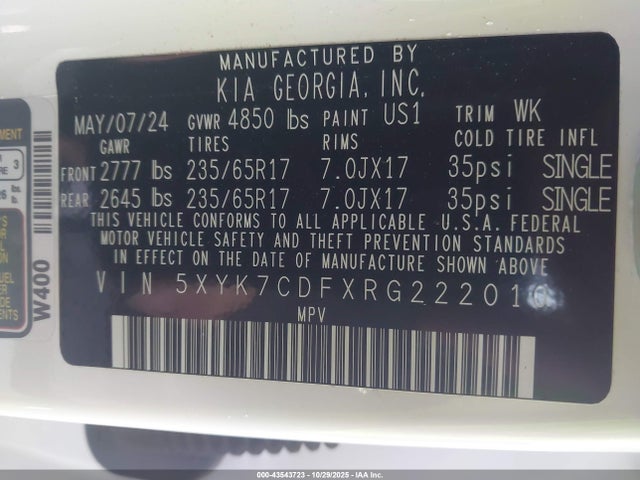 MANUFACTURED BY
KIA GEORGIA, INC.
MAY/07/24 GVWR 4850 lbs PAINT US1 TRIM WK
GAWR TIRES RIMS COLD TIRE INFL
FRONT 2777 lbs 235/65R17 7.0JX17 35psi SINGLE
REAR 2645 lbs 235/65R17 7.0JX17 35psi SINGLE
THIS VEHICLE CONFORMS TO ALL APPLICABLE U.S.A. FEDERAL
MOTOR VEHICLE SAFETY AND THEFT PREVENTION STANDARDS
IN EFFECT ON THE DATE OF MANUFACTURE SHOWN ABOVE
VIN
MPV
W400
000-43543723 - 10/29/2025 - IAA Inc.